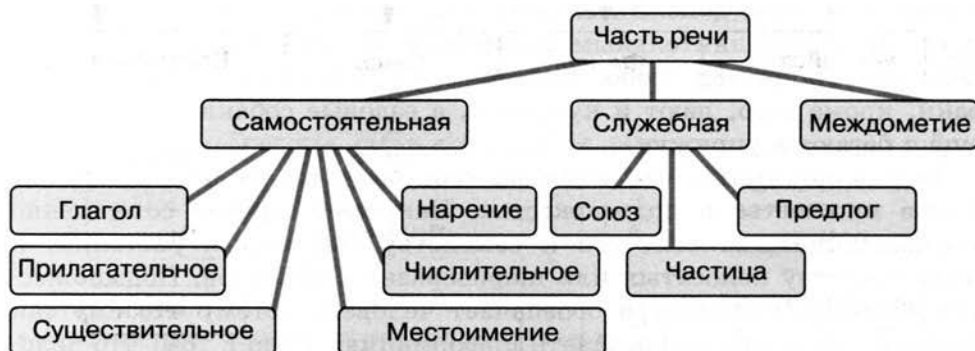 Часть речи
Самостоятельная Служебная Междометие
Глагол Наречие Союз Предлог
Прилагательное Числительное Частица
Существительное Местоимение